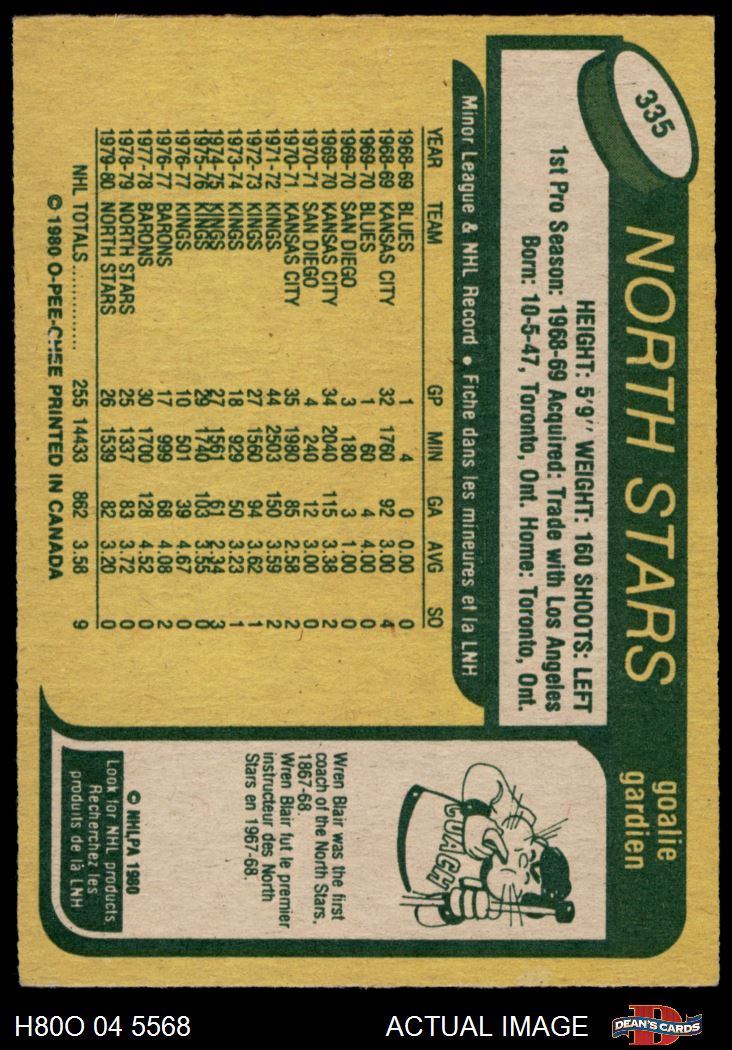 335
NORTH STARS
goalie
gardien
HEIGHT: 5'9" WEIGHT: 160 SHOOTS: LEFT
1st Pro Season: 1968-69 Acquired: Trade with Los Angeles
Born: 10-5-47, Toronto, Ont. Home: Toronto, Ont.
Minor League & NHL Record • Fiche dans les mineures et la LNH
YEAR TEAM GP MIN GA AVG SO
1968-69 BLUES 1 4 0 0.00 0
1968-69 KANSAS CITY 32 1760 92 3.00 4
1969-70 BLUES 1 60 4 4.00 0
1969-70 SAN DIEGO 3 180 3 1.00 0
1969-70 KANSAS CITY 34 2040 115 3.38 2
1970-71 SAN DIEGO 4 240 12 3.00 0
1970-71 KANSAS CITY 35 1980 85 2.58 2
1971-72 KINGS 44 2503 150 3.59 2
1972-73 KINGS 27 1560 94 3.62 1
1973-74 KINGS 18 929 50 3.23 1
1974-75 KINGS 27 1561 61 2.34 3
1975-76 KINGS 29 1740 103 3.55 0
1976-77 KINGS 10 501 39 4.67 0
1976-77 BARONS 17 999 68 4.08 2
1977-78 BARONS 30 1700 128 4.52 0
1978-79 NORTH STARS 25 1337 83 3.72 0
1979-80 NORTH STARS 26 1539 82 3.20 0
NHL TOTALS .............. 255 14433 862 3.58 9
© 1980 O-PEE-CHEE PRINTED IN CANADA
COACH
Wren Blair was the first
coach of the North Stars,
1867-68.
Wren Blair fut le premier
instructeur des North
Stars en 1967-68.
© NHLPA 1980
Look for NHL products.
Recherchez les
produits de la LNH
H80O 04 5568
ACTUAL IMAGE
D
DEAN'S CARDS